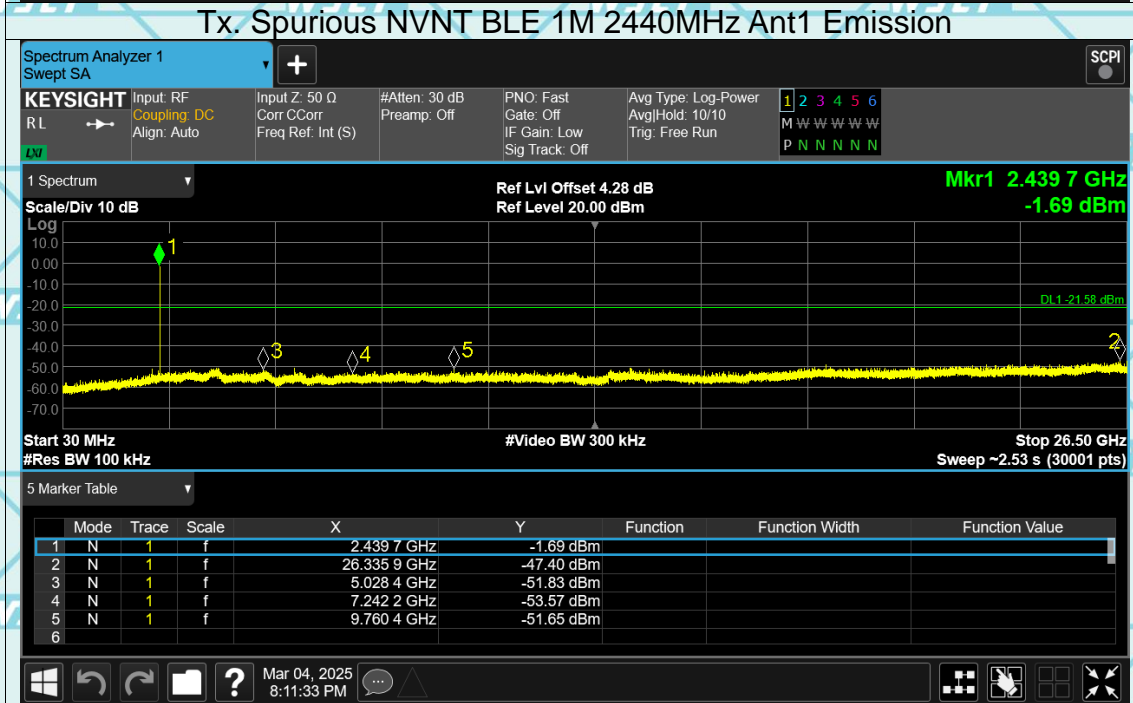 Tx. Spurious NVNT BLE 1M 2440MHz Ant1 Emission
Spectrum Analyzer 1
Swept SA
+
SCPI
KEYSIGHT
R L
LXI
Input: RF
Coupling: DC
Align: Auto
Input Z: 50 Ω
Corr CCorr
Freq Ref: Int (S)
#Atten: 30 dB
Preamp: Off
PNO: Fast
Gate: Off
IF Gain: Low
Sig Track: Off
Avg Type: Log-Power
Avg|Hold: 10/10
Trig: Free Run
1 2 3 4 5 6
M W W W W W
P N N N N N
1 Spectrum
Scale/Div 10 dB
Ref Lvl Offset 4.28 dB
Ref Level 20.00 dBm
Mkr1 2.439 7 GHz
-1.69 dBm
Log
10.0
0.00
-10.0
-20.0
-30.0
-40.0
-50.0
-60.0
-70.0
1
DL1 -21.58 dBm
3
4
5
2
Start 30 MHz
#Res BW 100 kHz
#Video BW 300 kHz
Stop 26.50 GHz
Sweep ~2.53 s (30001 pts)
5 Marker Table
Mode Trace Scale X Y Function Function Width Function Value
1 N 1 f 2.439 7 GHz -1.69 dBm
2 N 1 f 26.335 9 GHz -47.40 dBm
3 N 1 f 5.028 4 GHz -51.83 dBm
4 N 1 f 7.242 2 GHz -53.57 dBm
5 N 1 f 9.760 4 GHz -51.65 dBm
6
?
Mar 04, 2025
8:11:33 PM